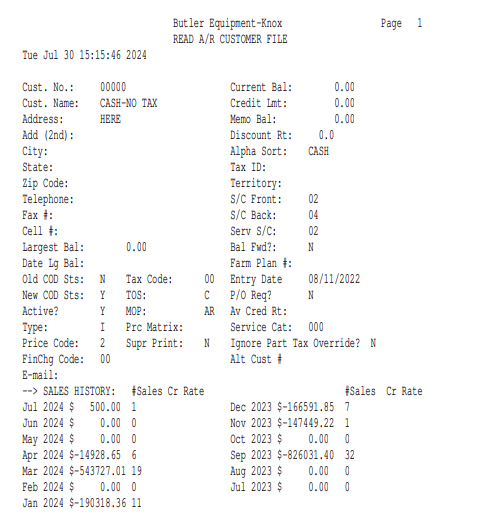 Butler Equipment-Knox Page 1
READ A/R CUSTOMER FILE
Tue Jul 30 15:15:46 2024
Cust. No.: 00000 Current Bal: 0.00
Cust. Name: CASH-NO TAX Credit Lmt: 0.00
Address: HERE Memo Bal: 0.00
Add (2nd): Discount Rt: 0.0
City: Alpha Sort: CASH
State: Tax ID:
Zip Code: Territory:
Telephone: S/C Front: 02
Fax #: S/C Back: 04
Cell #: Serv S/C: 02
Largest Bal: 0.00 Bal Fwd?: N
Date Lg Bal: Farm Plan #:
Old COD Sts: N Tax Code: 00 Entry Date 08/11/2022
New COD Sts: Y TOS: C P/O Req? N
Active? Y MOP: AR Av Cred Rt:
Type: I Prc Matrix: Service Cat: 000
Price Code: 2 Supr Print: N Ignore Part Tax Override? N
FinChg Code: 00 Alt Cust #
E-mail:
--> SALES HISTORY: #Sales Cr Rate #Sales Cr Rate
Jul 2024 $ 500.00 1 Dec 2023 $-166591.85 7
Jun 2024 $ 0.00 0 Nov 2023 $-147449.22 1
May 2024 $ 0.00 0 Oct 2023 $ 0.00 0
Apr 2024 $-14928.65 6 Sep 2023 $-826031.40 32
Mar 2024 $-543727.01 19 Aug 2023 $ 0.00 0
Feb 2024 $ 0.00 0 Jul 2023 $ 0.00 0
Jan 2024 $-190318.36 11